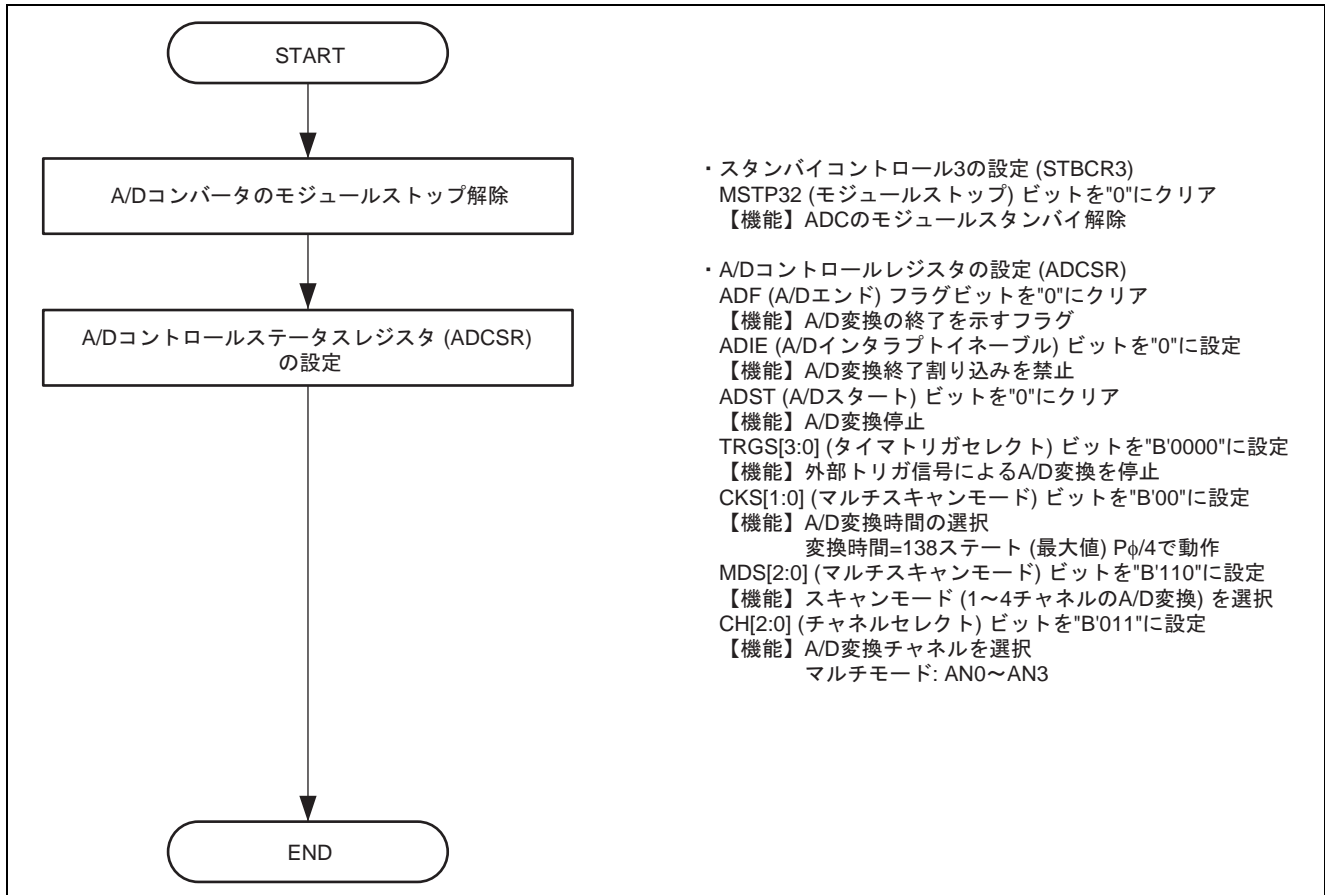 START
A/Dコンバータのモジュールストップ解除
A/Dコントロールステータスレジスタ (ADCSR)
の設定
END
・スタンバイコントロール3の設定 (STBCR3)
MSTP32 (モジュールストップ) ビットを"0"にクリア
【機能】ADCのモジュールスタンバイ解除
・A/Dコントロールレジスタの設定 (ADCSR)
ADF (A/Dエンド) フラグビットを"0"にクリア
【機能】A/D変換の終了を示すフラグ
ADIE (A/Dインタラプトイネーブル) ビットを"0"に設定
【機能】A/D変換終了割り込みを禁止
ADST (A/Dスタート) ビットを"0"にクリア
【機能】A/D変換停止
TRGS[3:0] (タイマトリガセレクト) ビットを"B'0000"に設定
【機能】外部トリガ信号によるA/D変換を停止
CKS[1:0] (マルチスキャンモード) ビットを"B'00"に設定
【機能】A/D変換時間の選択
変換時間=138ステート (最大値) Pφ/4で動作
MDS[2:0] (マルチスキャンモード) ビットを"B'110"に設定
【機能】スキャンモード (1～4チャネルのA/D変換) を選択
CH[2:0] (チャネルセレクト) ビットを"B'011"に設定
【機能】A/D変換チャネルを選択
マルチモード: AN0～AN3